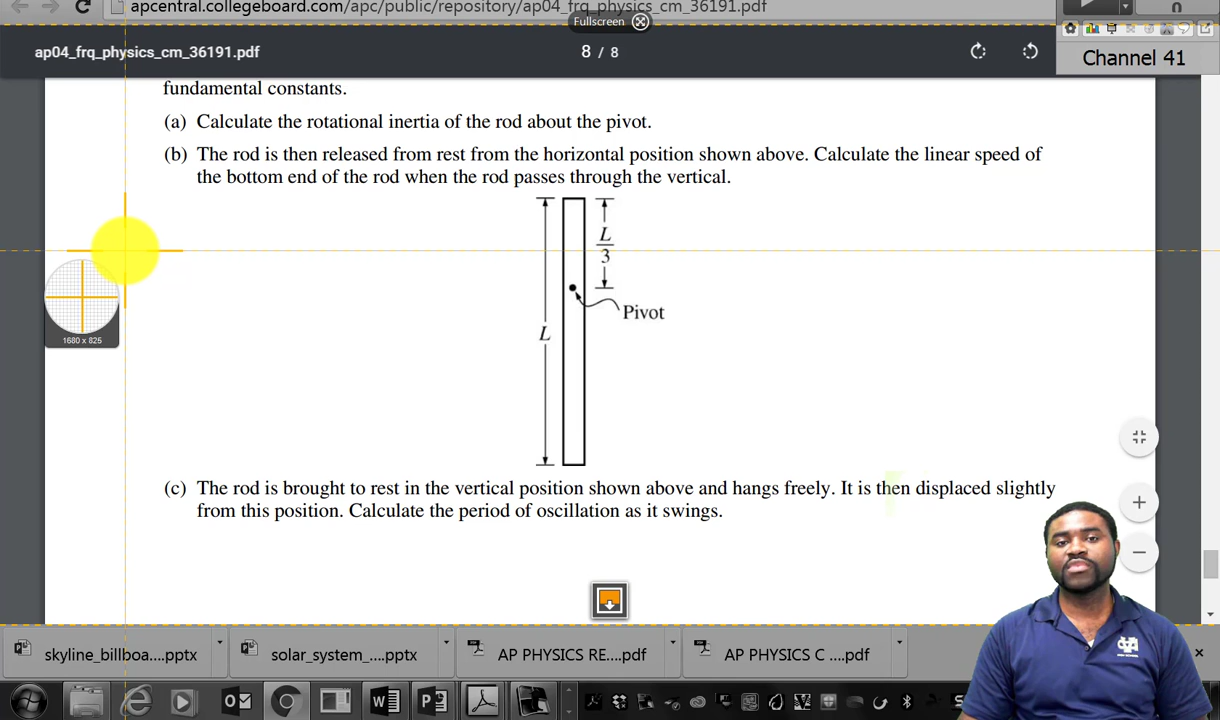 apcentral.collegeboard.com/apc/public/repository/ap04_frq_physics_cm_36191.pdf
Fullscreen
ap04_frq_physics_cm_36191.pdf
8 / 8
Channel 41
fundamental constants.
(a) Calculate the rotational inertia of the rod about the pivot.
(b) The rod is then released from rest from the horizontal position shown above. Calculate the linear speed of
the bottom end of the rod when the rod passes through the vertical.
L
3
Pivot
L
1680 x 825
(c) The rod is brought to rest in the vertical position shown above and hangs freely. It is then displaced slightly
from this position. Calculate the period of oscillation as it swings.
skyline_billboa....pptx
solar_system_....pptx
AP PHYSICS RE....pdf
AP PHYSICS C ....pdf